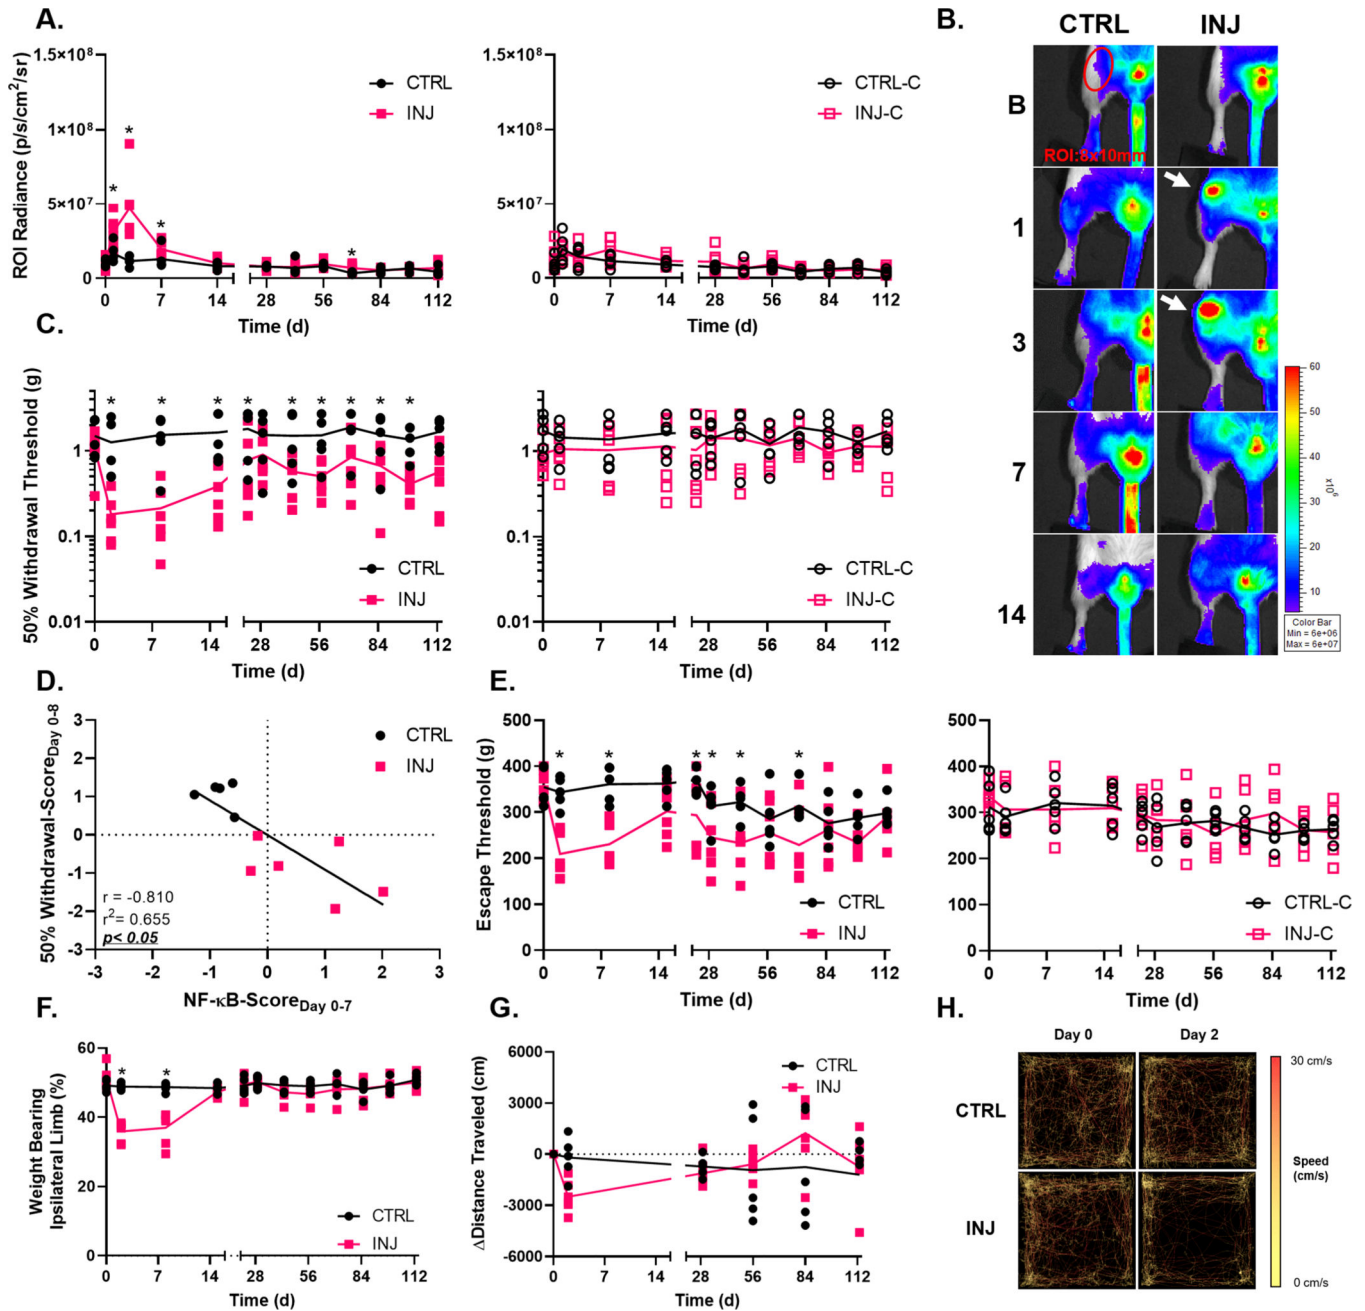 A.
ROI Radiance (p/s/cm²/sr)
1.5×10⁸
1×10⁸
5×10⁷
0
* * * *
CTRL
INJ
0 7 14 28 56 84 112
Time (d)
1.5×10⁸
1×10⁸
5×10⁷
0
CTRL-C
INJ-C
0 7 14 28 56 84 112
Time (d)
B.
CTRL INJ
B
ROI:8x10mm
1
3
7
14
60
50
40
30
20
10
x10⁶
Color Bar
Min = 6e+06
Max = 6e+07
C.
50% Withdrawal Threshold (g)
1
0.1
0.01
* * * * * * * * *
CTRL
INJ
0 7 14 28 56 84 112
Time (d)
1
0.1
0.01
CTRL-C
INJ-C
0 7 14 28 56 84 112
Time (d)
D.
50% Withdrawal-Score Day 0-8
3
2
1
0
-1
-2
-3
CTRL
INJ
r = -0.810
r²= 0.655
p< 0.05
-3 -2 -1 0 1 2 3
NF-κB-Score Day 0-7
E.
Escape Threshold (g)
500
400
300
200
100
0
* * * * * *
CTRL
INJ
0 7 14 28 56 84 112
Time (d)
500
400
300
200
100
0
CTRL-C
INJ-C
0 7 14 28 56 84 112
Time (d)
F.
Weight Bearing
Ipsilateral Limb (%)
60
40
20
0
* *
CTRL
INJ
0 7 14 28 56 84 112
Time (d)
G.
ΔDistance Traveled (cm)
6000
3000
0
-3000
-6000
CTRL
INJ
0 7 14 28 56 84 112
Time (d)
H.
Day 0 Day 2
CTRL
INJ
30 cm/s
Speed
(cm/s)
0 cm/s